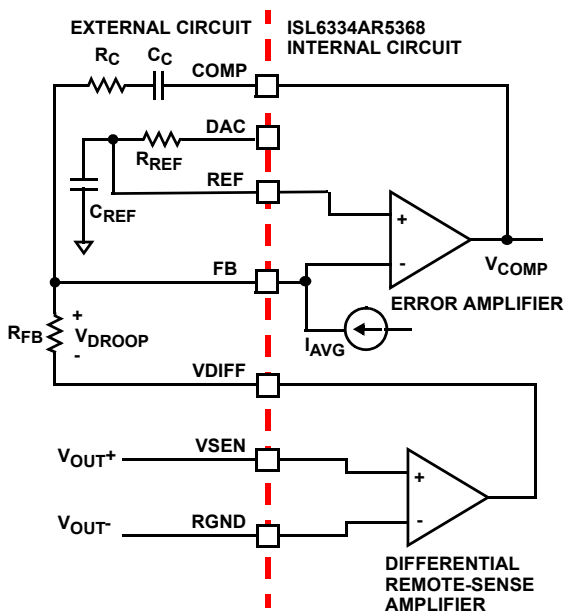 EXTERNAL CIRCUIT
ISL6334AR5368
INTERNAL CIRCUIT
RC
CC
COMP
DAC
RREF
REF
CREF
+
-
VCOMP
FB
ERROR AMPLIFIER
RFB
+
VDROOP
-
IAVG
VDIFF
VOUT+
VSEN
+
VOUT-
RGND
-
DIFFERENTIAL
REMOTE-SENSE
AMPLIFIER